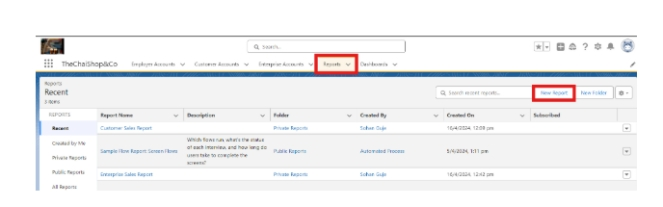 Search...
TheChaiShop&Co Employee Accounts Customer Accounts Enterprise Accounts Reports Dashboards
Reports
Recent
3 items
Search recent reports...
New Report New Folder
REPORTS Report Name Description Folder Created By Created On Subscribed
Recent Customer Sales Report Private Reports 16/4/2024, 12:08 pm
Created by Me
Private Reports
Public Reports
All Reports
Which flows run, what's the status
of each interview, and how long do
users take to complete the
screens?
Sample Flow Report: Screen Flows Public Reports Automated Process 5/4/2024, 1:11 pm
Enterprise Sales Report Private Reports 16/4/2024, 12:43 pm